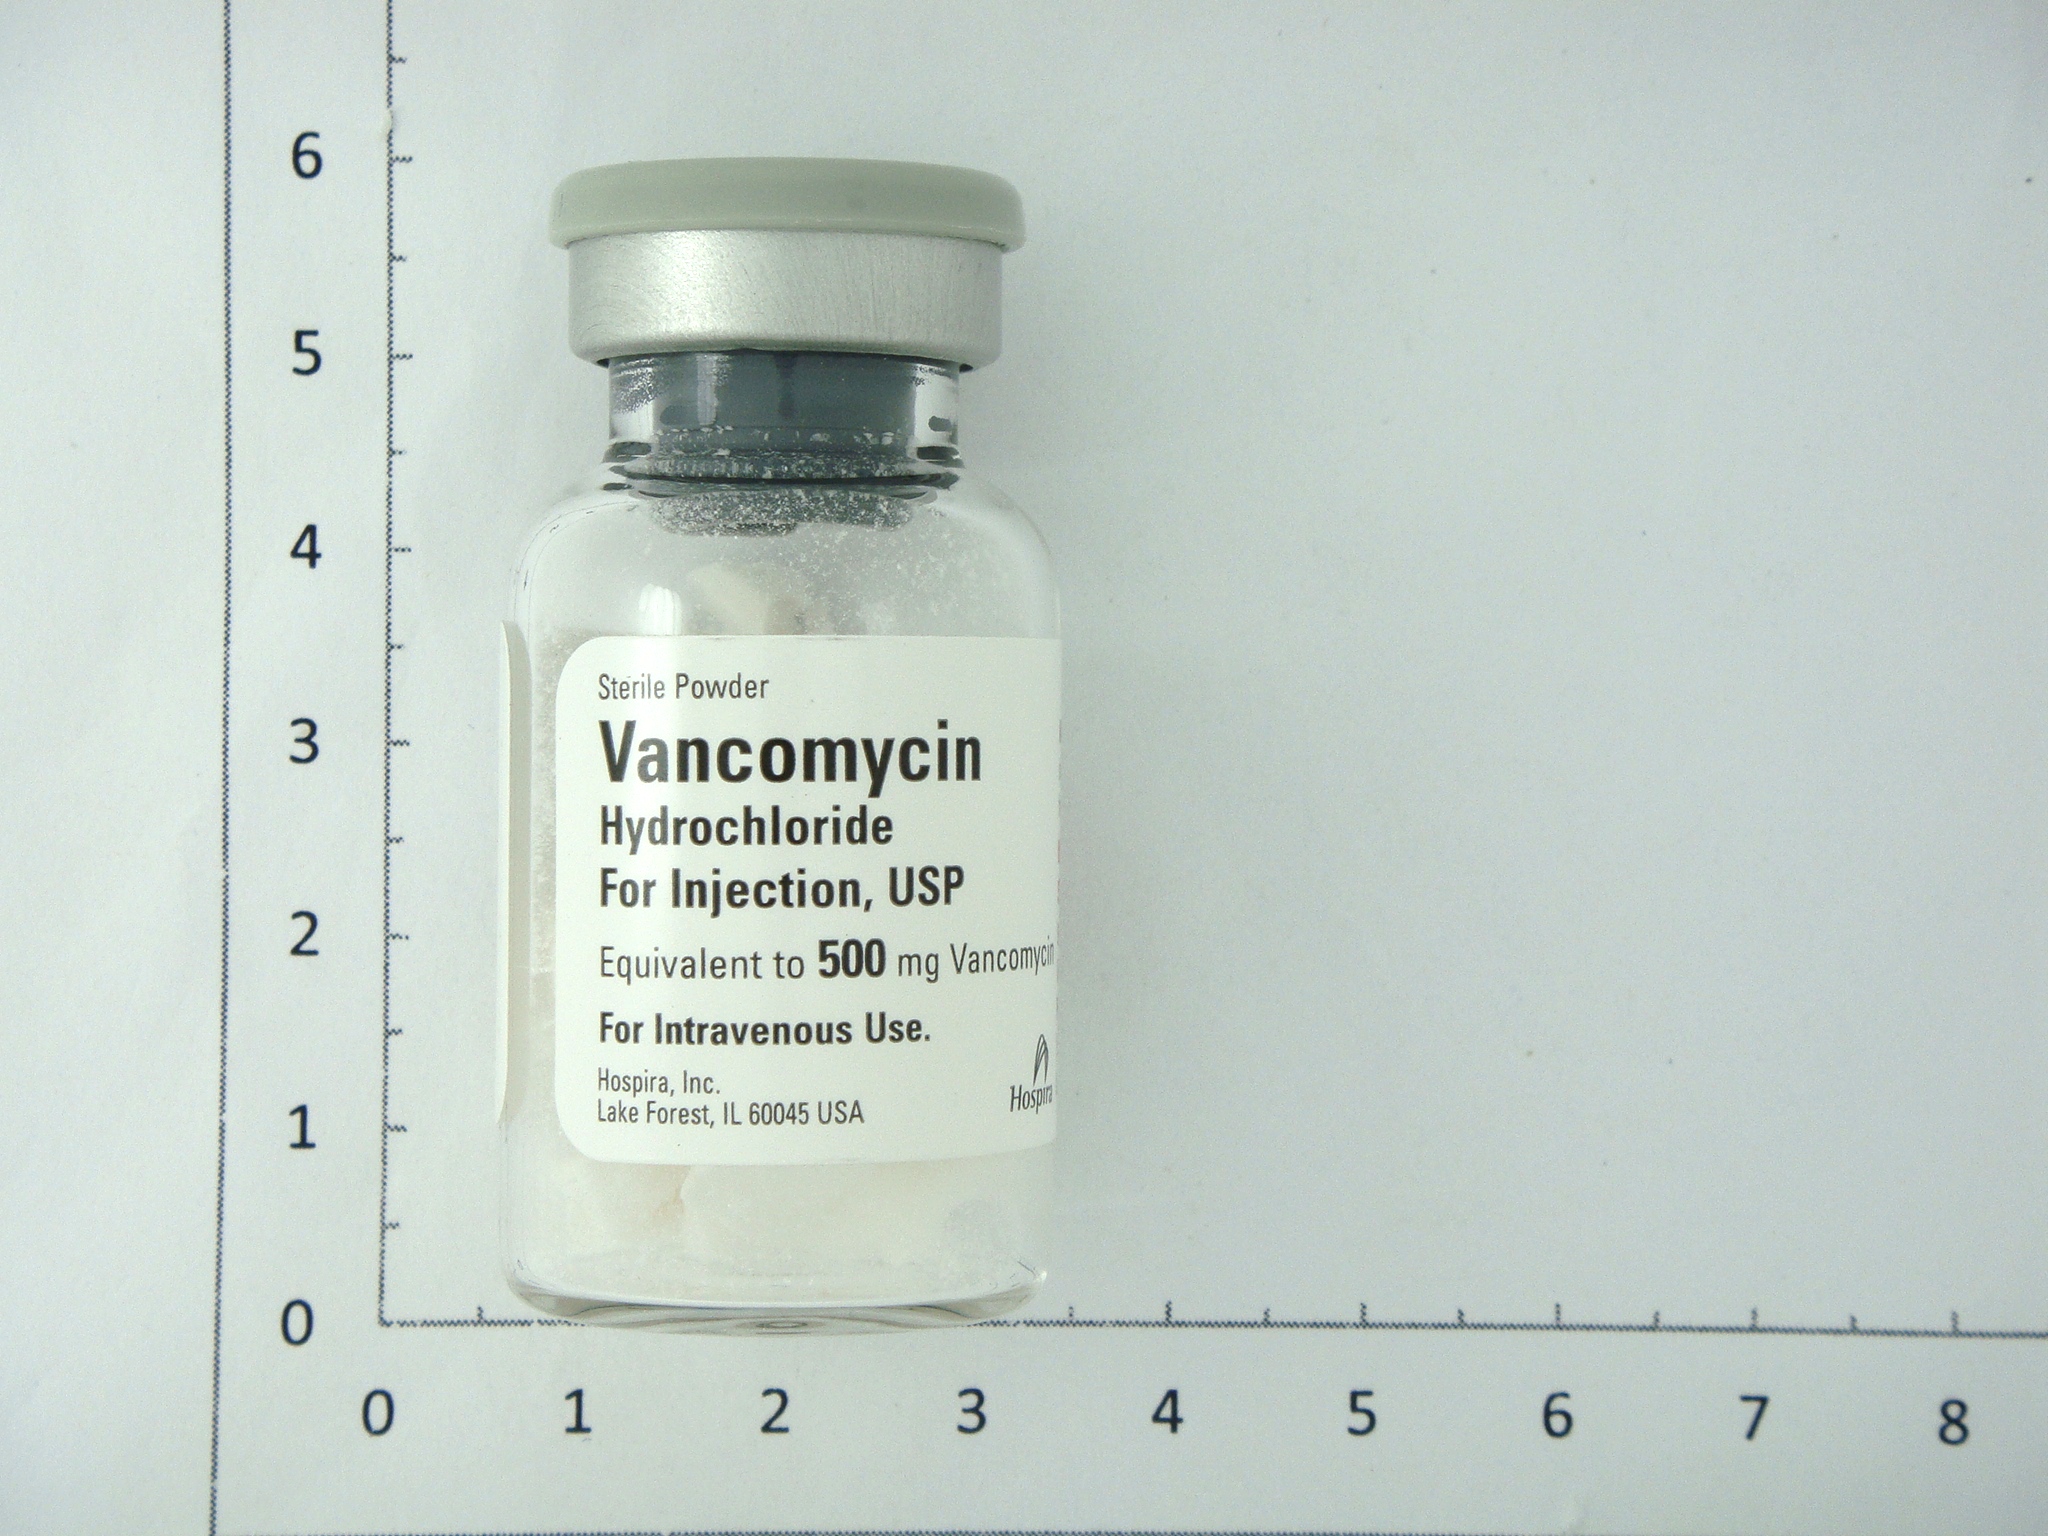 6
5
4
3
2
1
0
Sterile Powder
Vancomycin
Hydrochloride
For Injection, USP
Equivalent to 500 mg Vancomycin
For Intravenous Use.
Hospira, Inc.
Lake Forest, IL 60045 USA
Hospira
0 1 2 3 4 5 6 7 8